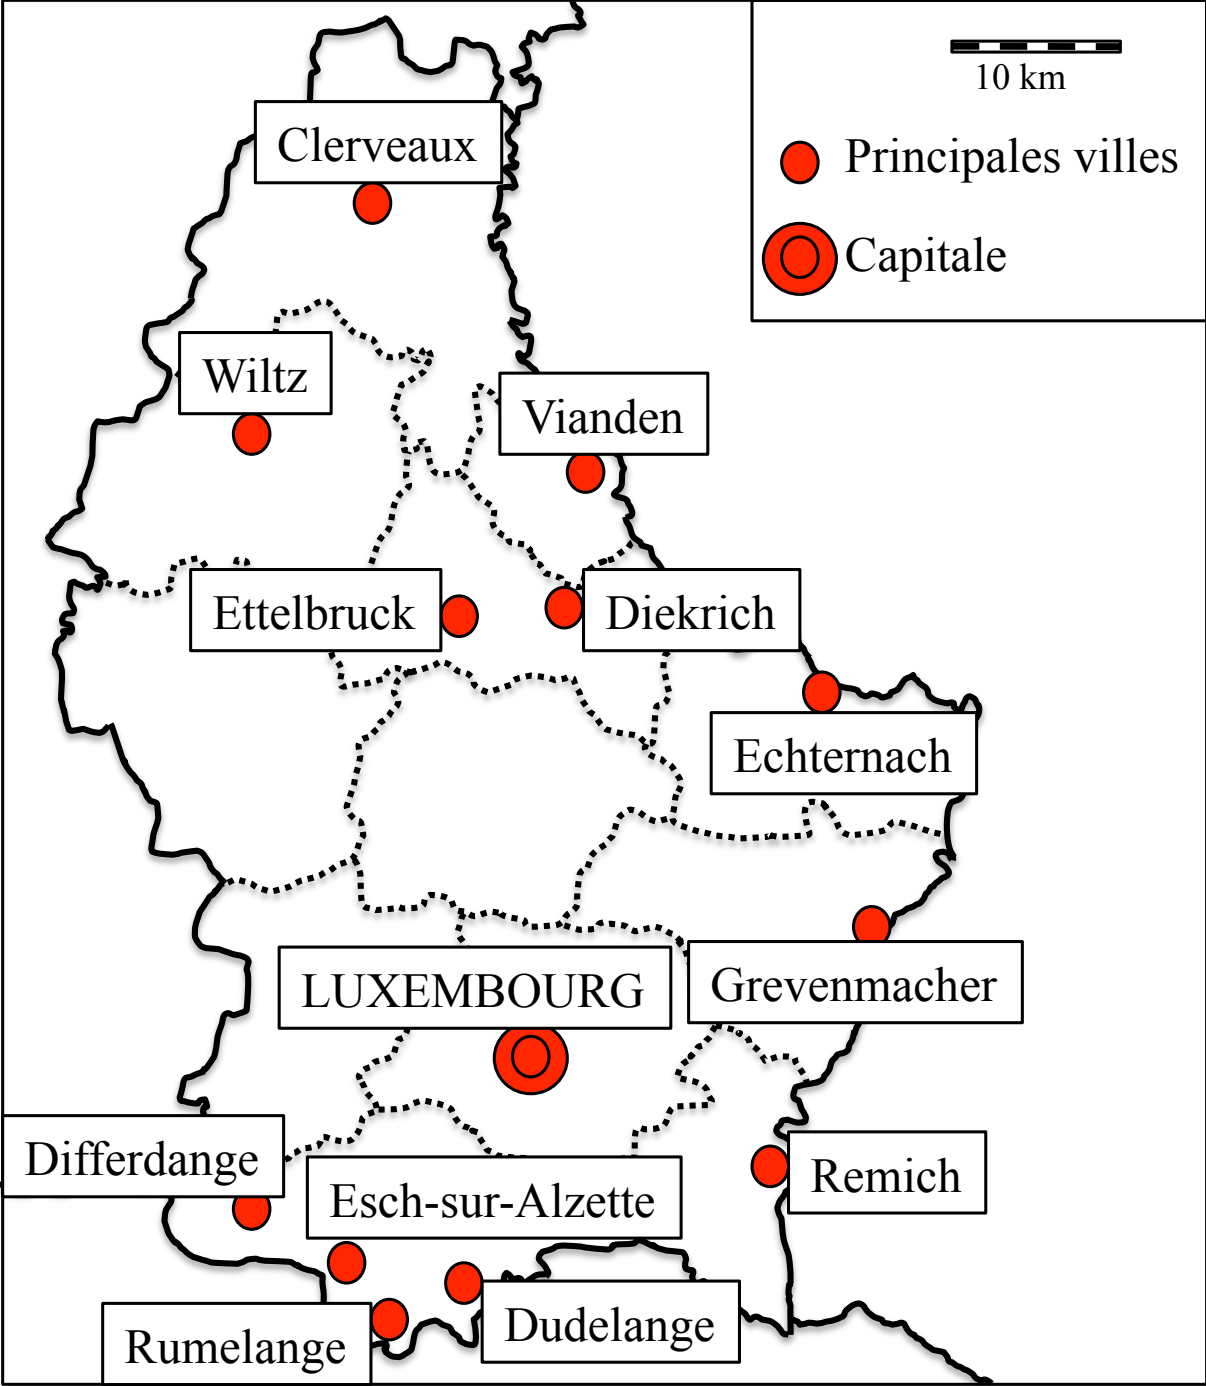 10 km
Principales villes
Capitale
Clerveaux
Wiltz
Vianden
Ettelbruck
Diekrich
Echternach
LUXEMBOURG
Grevenmacher
Differdange
Esch-sur-Alzette
Remich
Rumelange
Dudelange